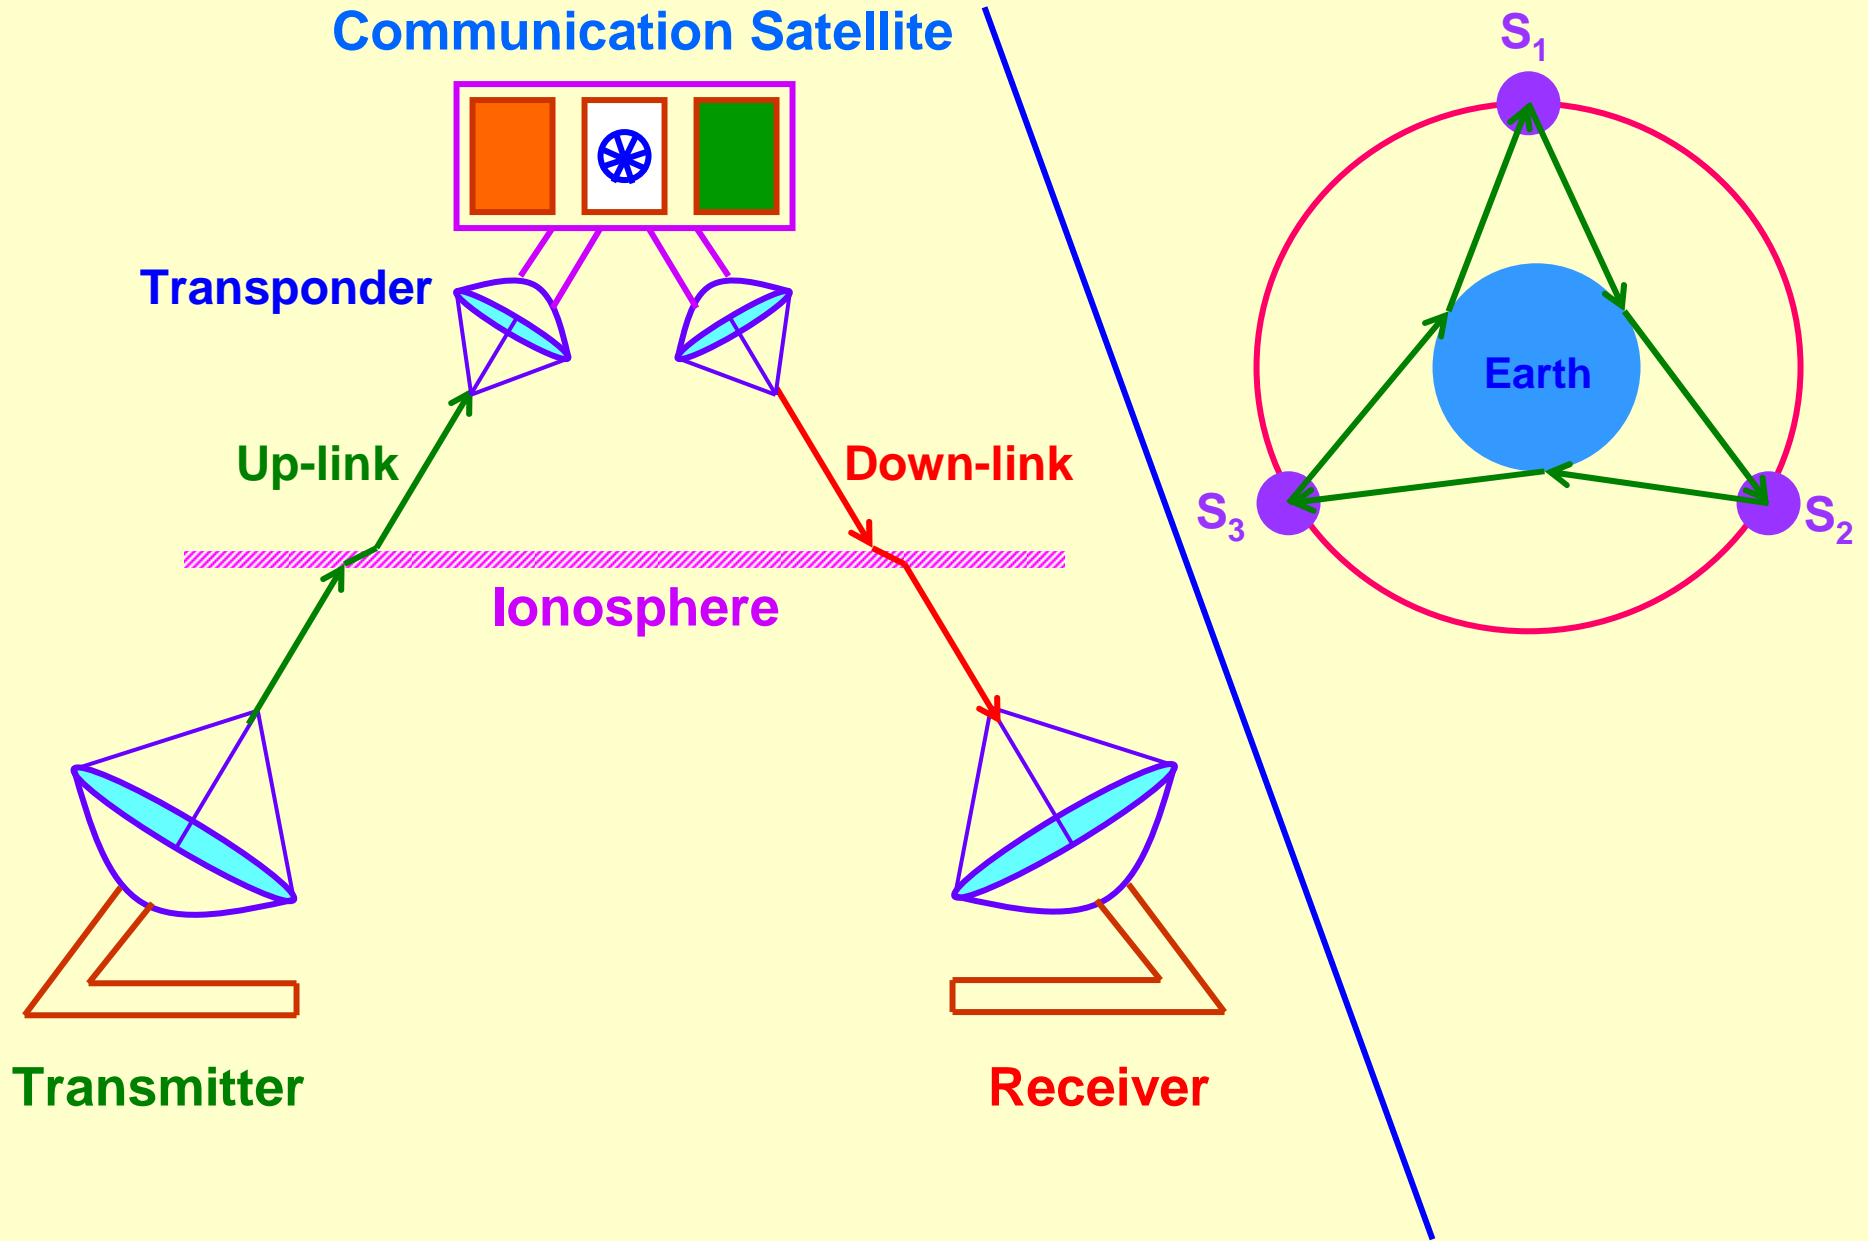 Communication Satellite
Transponder
Up-link
Down-link
Ionosphere
Transmitter
Receiver
S₁
Earth
S₃
S₂